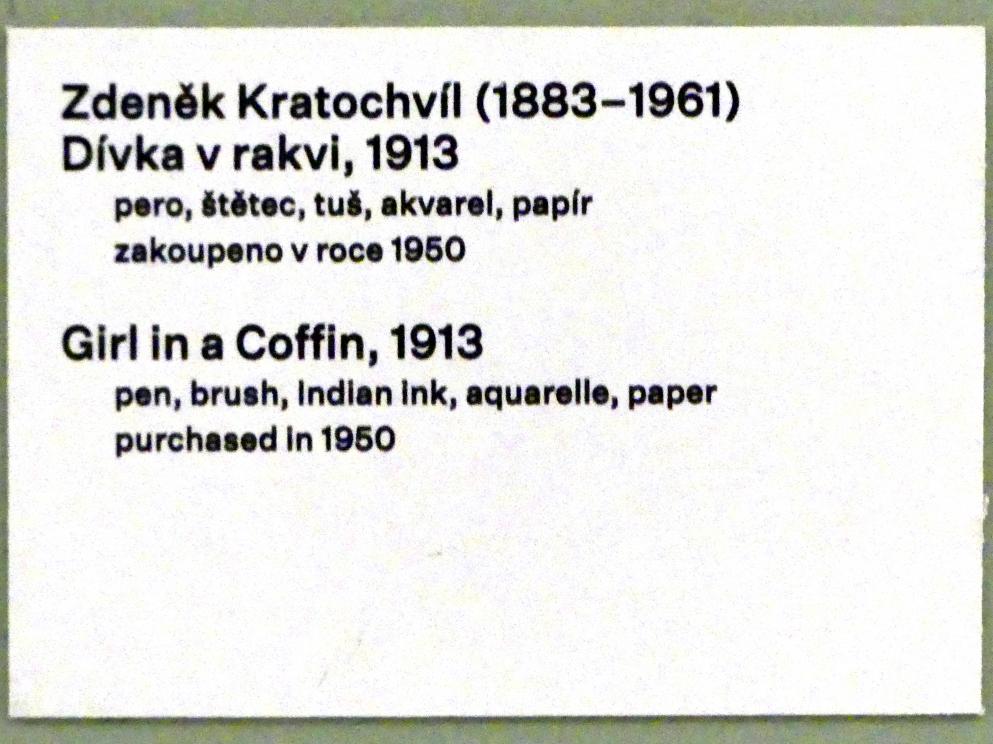 Zdeněk Kratochvíl (1883–1961)
Dívka v rakvi, 1913
pero, štětec, tuš, akvarel, papír
zakoupeno v roce 1950
Girl in a Coffin, 1913
pen, brush, Indian ink, aquarelle, paper
purchased in 1950